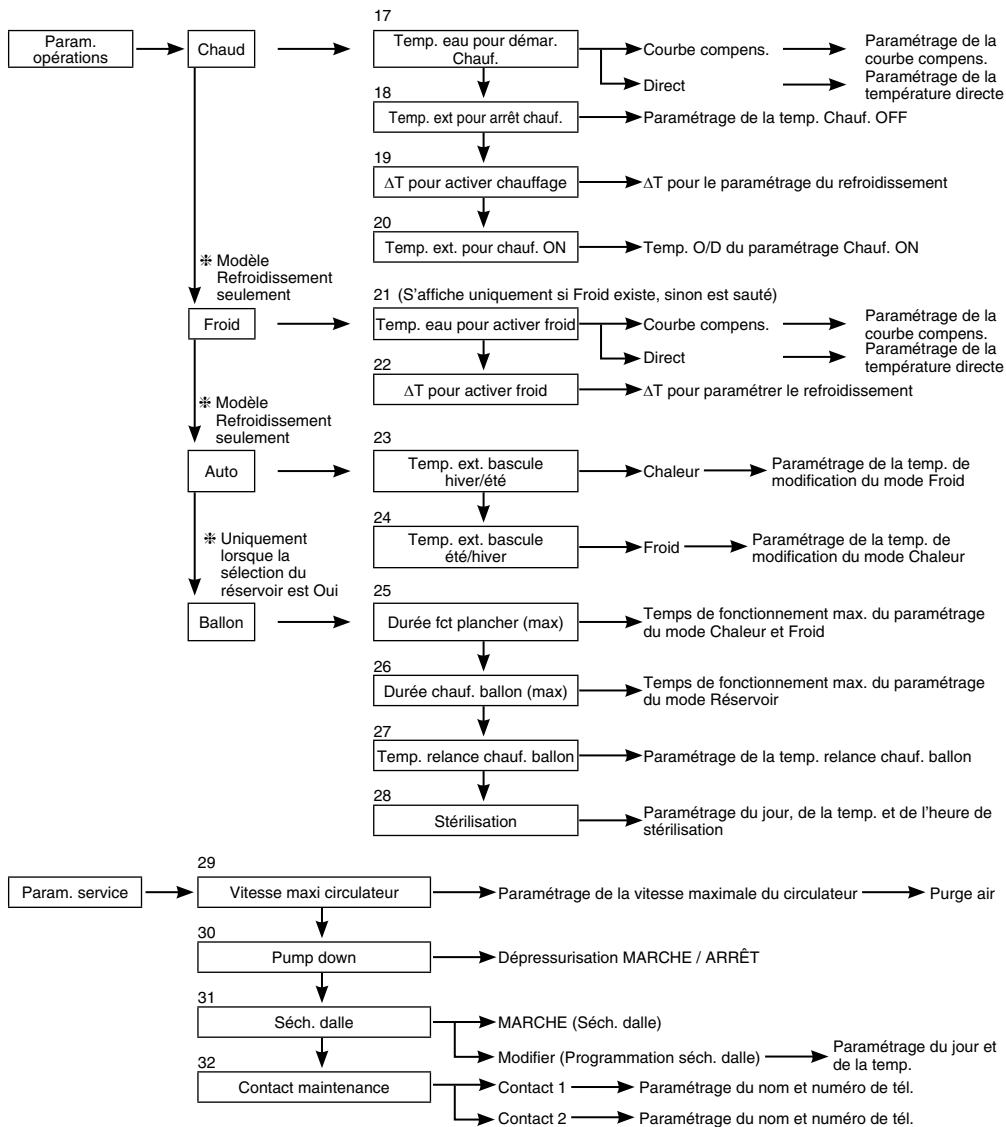 17
Param.
opérations
Chaud
Temp. eau pour démar.
Chauf.
Courbe compens.
Paramétrage de la
courbe compens.
Direct
Paramétrage de la
température directe
18
Temp. ext pour arrêt chauf.
Paramétrage de la temp. Chauf. OFF
19
ΔT pour activer chauffage
ΔT pour le paramétrage du refroidissement
20
Temp. ext. pour chauf. ON
Temp. O/D du paramétrage Chauf. ON
❉ Modèle
Refroidissement
seulement
21 (S'affiche uniquement si Froid existe, sinon est sauté)
Froid
Temp. eau pour activer froid
Courbe compens.
Paramétrage de la
courbe compens.
Direct
Paramétrage de la
température directe
22
ΔT pour activer froid
ΔT pour paramétrer le refroidissement
❉ Modèle
Refroidissement
seulement
23
Auto
Temp. ext. bascule
hiver/été
Chaleur
Paramétrage de la temp. de
modification du mode Froid
24
Temp. ext. bascule
été/hiver
Froid
Paramétrage de la temp. de
modification du mode Chaleur
❉ Uniquement
lorsque la
sélection du
réservoir est Oui
25
Ballon
Durée fct plancher (max)
Temps de fonctionnement max. du paramétrage
du mode Chaleur et Froid
26
Durée chauf. ballon (max)
Temps de fonctionnement max. du paramétrage
du mode Réservoir
27
Temp. relance chauf. ballon
Paramétrage de la temp. relance chauf. ballon
28
Stérilisation
Paramétrage du jour, de la temp. et de l'heure de
stérilisation
29
Param. service
Vitesse maxi circulateur
Paramétrage de la vitesse maximale du circulateur
Purge air
30
Pump down
Dépressurisation MARCHE / ARRÊT
31
Séch. dalle
MARCHE (Séch. dalle)
Modifier (Programmation séch. dalle)
Paramétrage du jour et
de la temp.
32
Contact maintenance
Contact 1
Paramétrage du nom et numéro de tél.
Contact 2
Paramétrage du nom et numéro de tél.